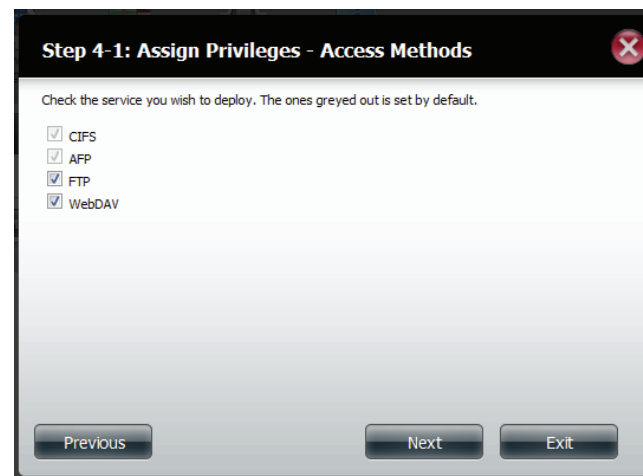 Step 4-1: Assign Privileges - Access Methods
Check the service you wish to deploy. The ones greyed out is set by default.
CIFS
AFP
FTP
WebDAV
Previous Next Exit